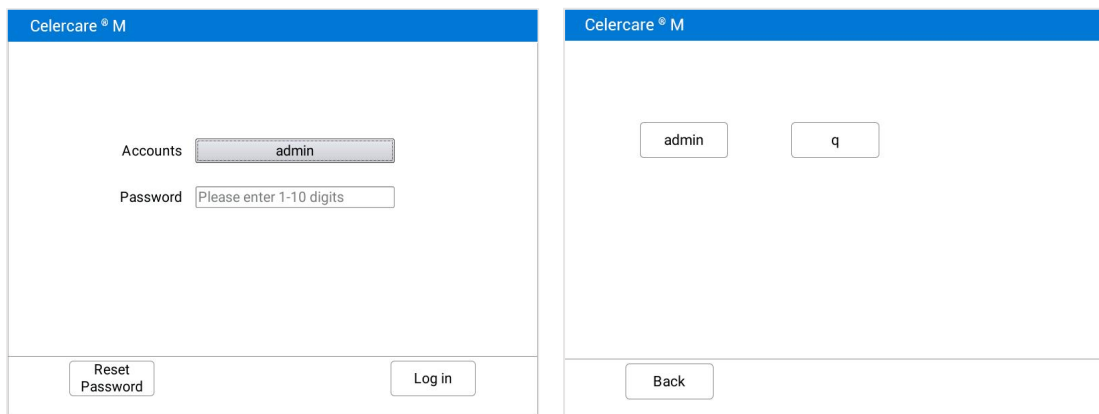 Celercare ® M
Accounts admin
Password Please enter 1-10 digits
Reset
Password
Log in
Celercare ® M
admin q
Back